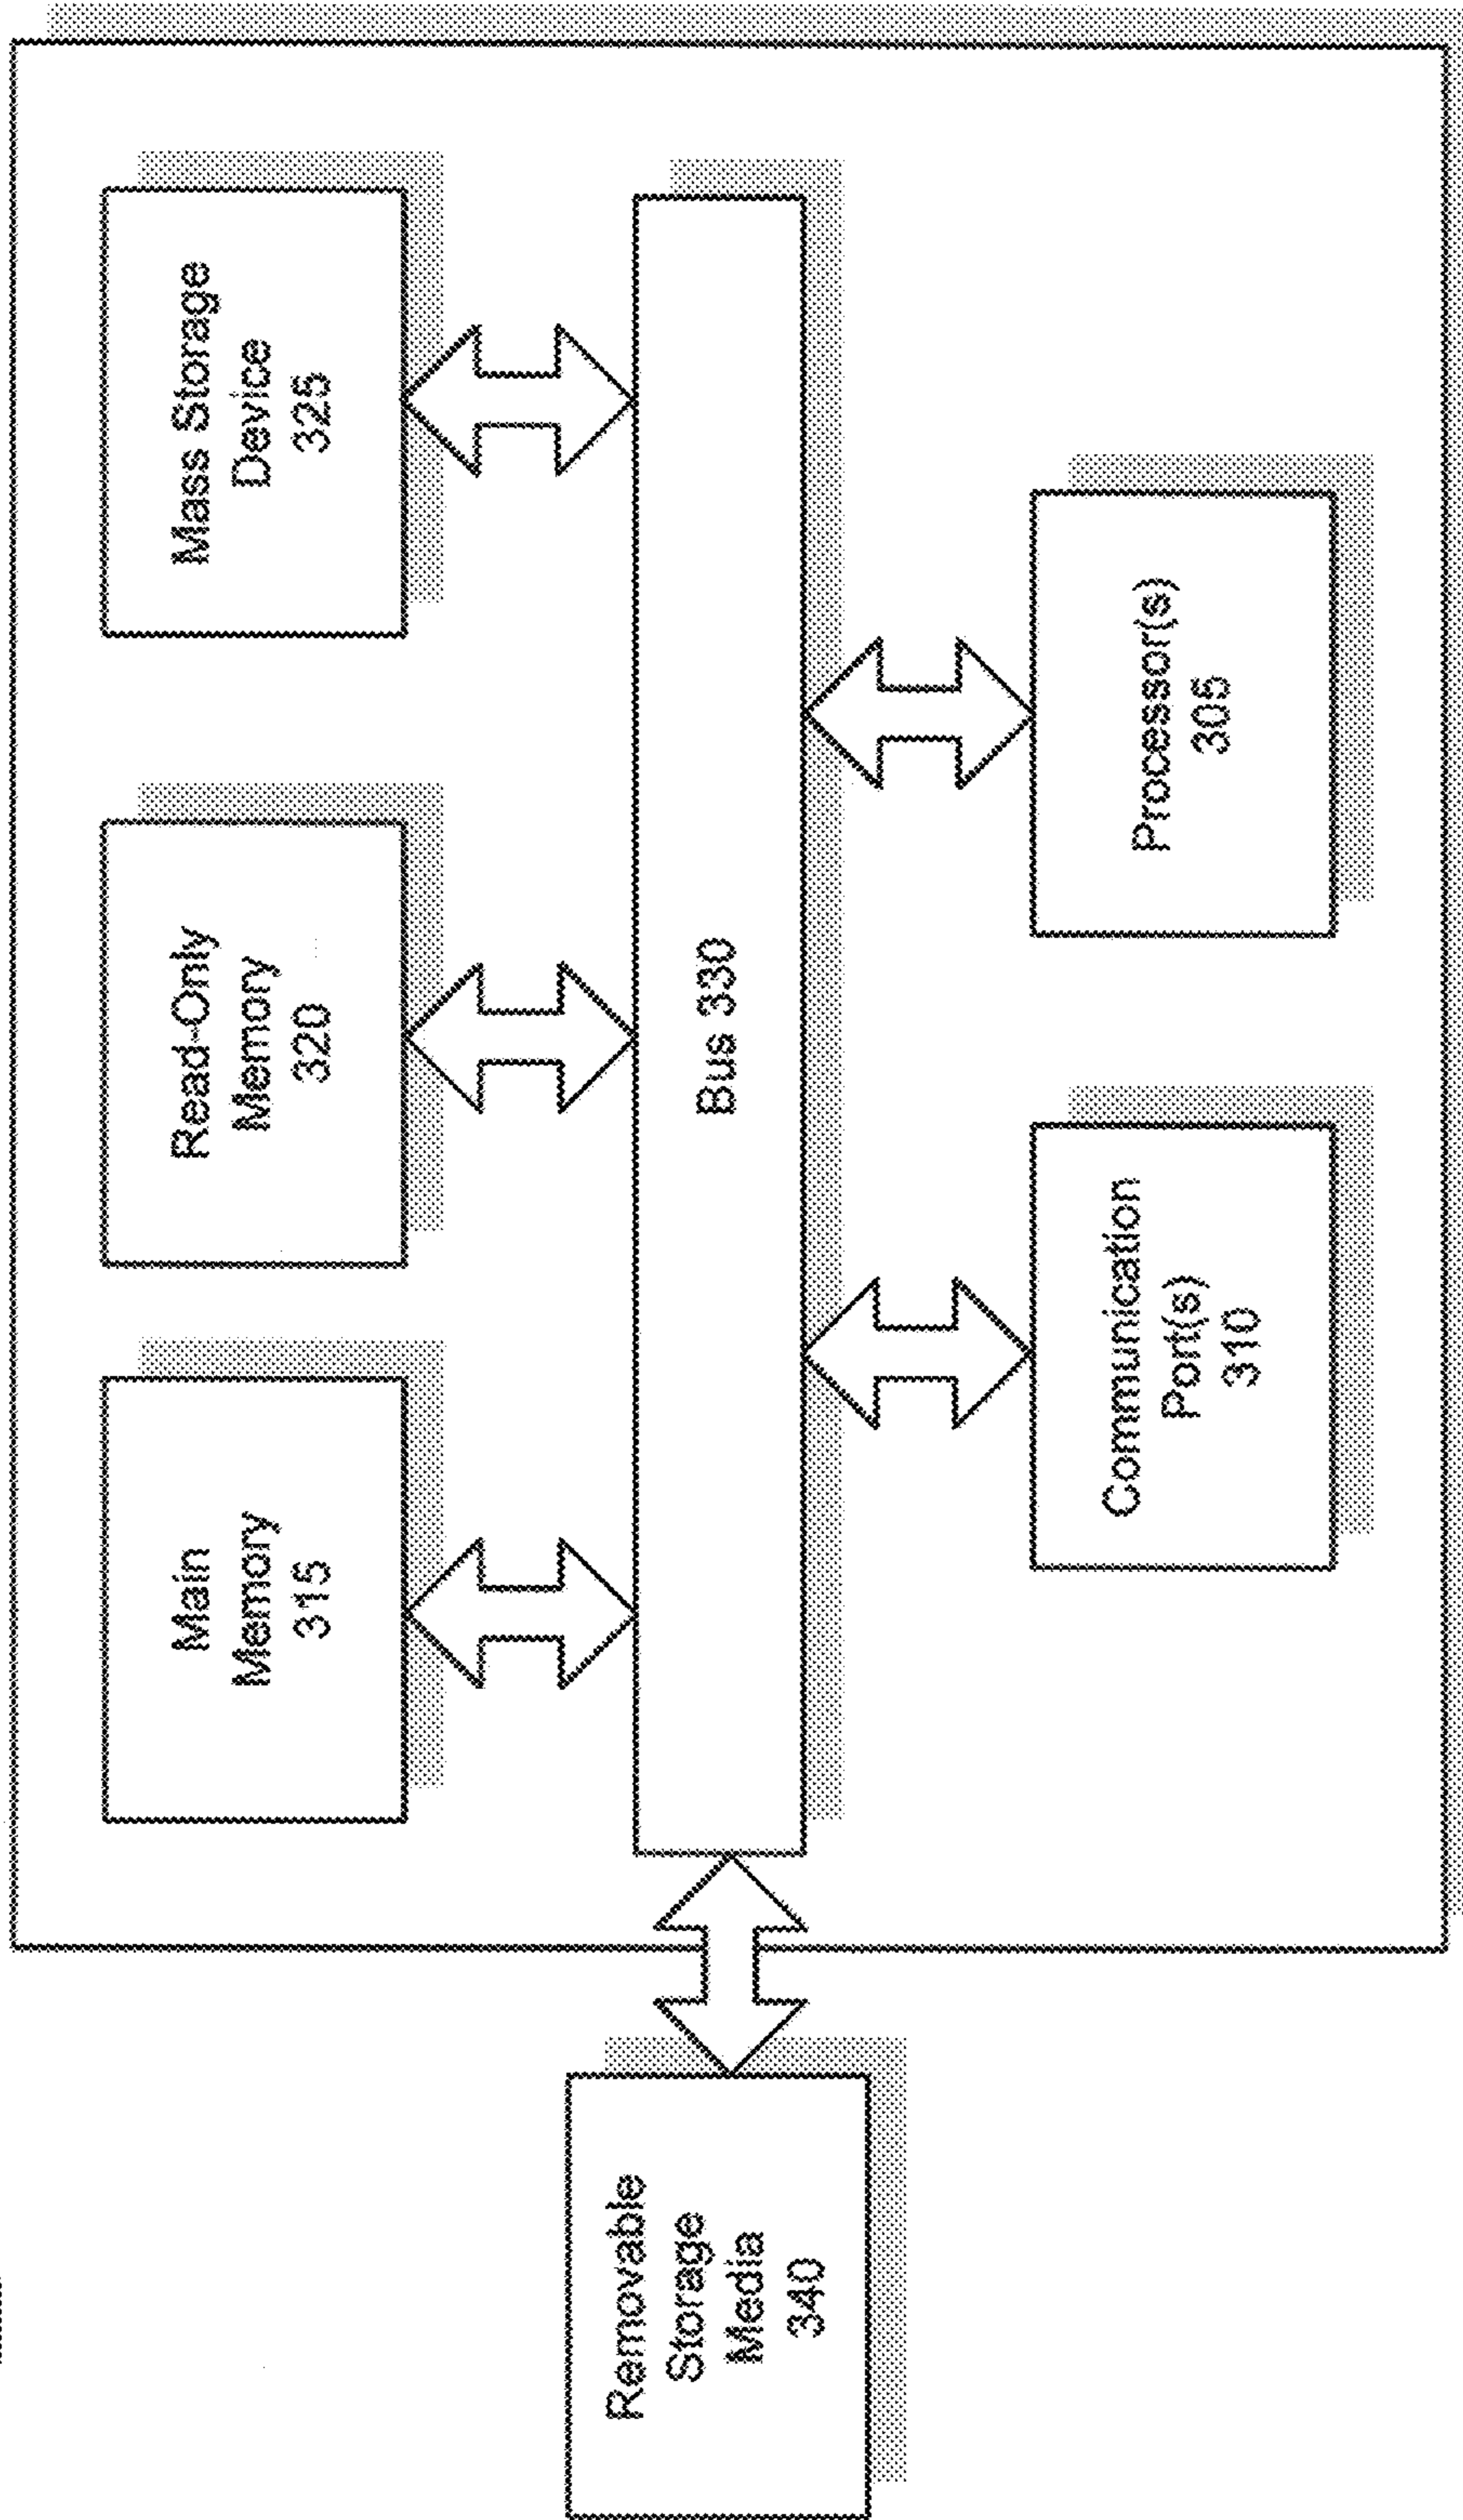 Main
Memory
315
Read-Only
Memory
320
Mass Storage
Device
325
Removable
Storage
Media
340
Bus 330
Communication
Port(s)
310
Processor(s)
305